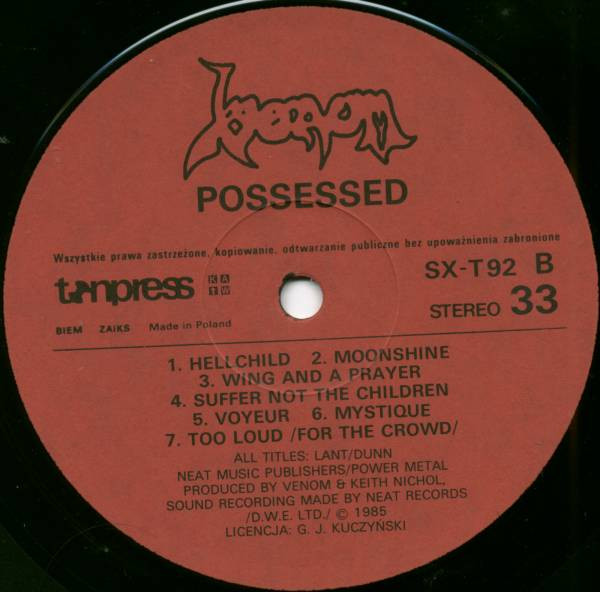 Venom
POSSESSED
Wszystkie prawa zastrzeżone, kopiowanie, odtwarzanie publiczne bez upoważnienia zabronione
tonpress KA TW
SX-T92 B
BIEM ZAIKS Made in Poland
STEREO 33
1. HELLCHILD 2. MOONSHINE
3. WING AND A PRAYER
4. SUFFER NOT THE CHILDREN
5. VOYEUR 6. MYSTIQUE
7. TOO LOUD /FOR THE CROWD/
ALL TITLES: LANT/DUNN
NEAT MUSIC PUBLISHERS/POWER METAL
PRODUCED BY VENOM & KEITH NICHOL,
SOUND RECORDING MADE BY NEAT RECORDS
/D.W.E. LTD./ © 1985
LICENCJA: G. J. KUCZYŃSKI